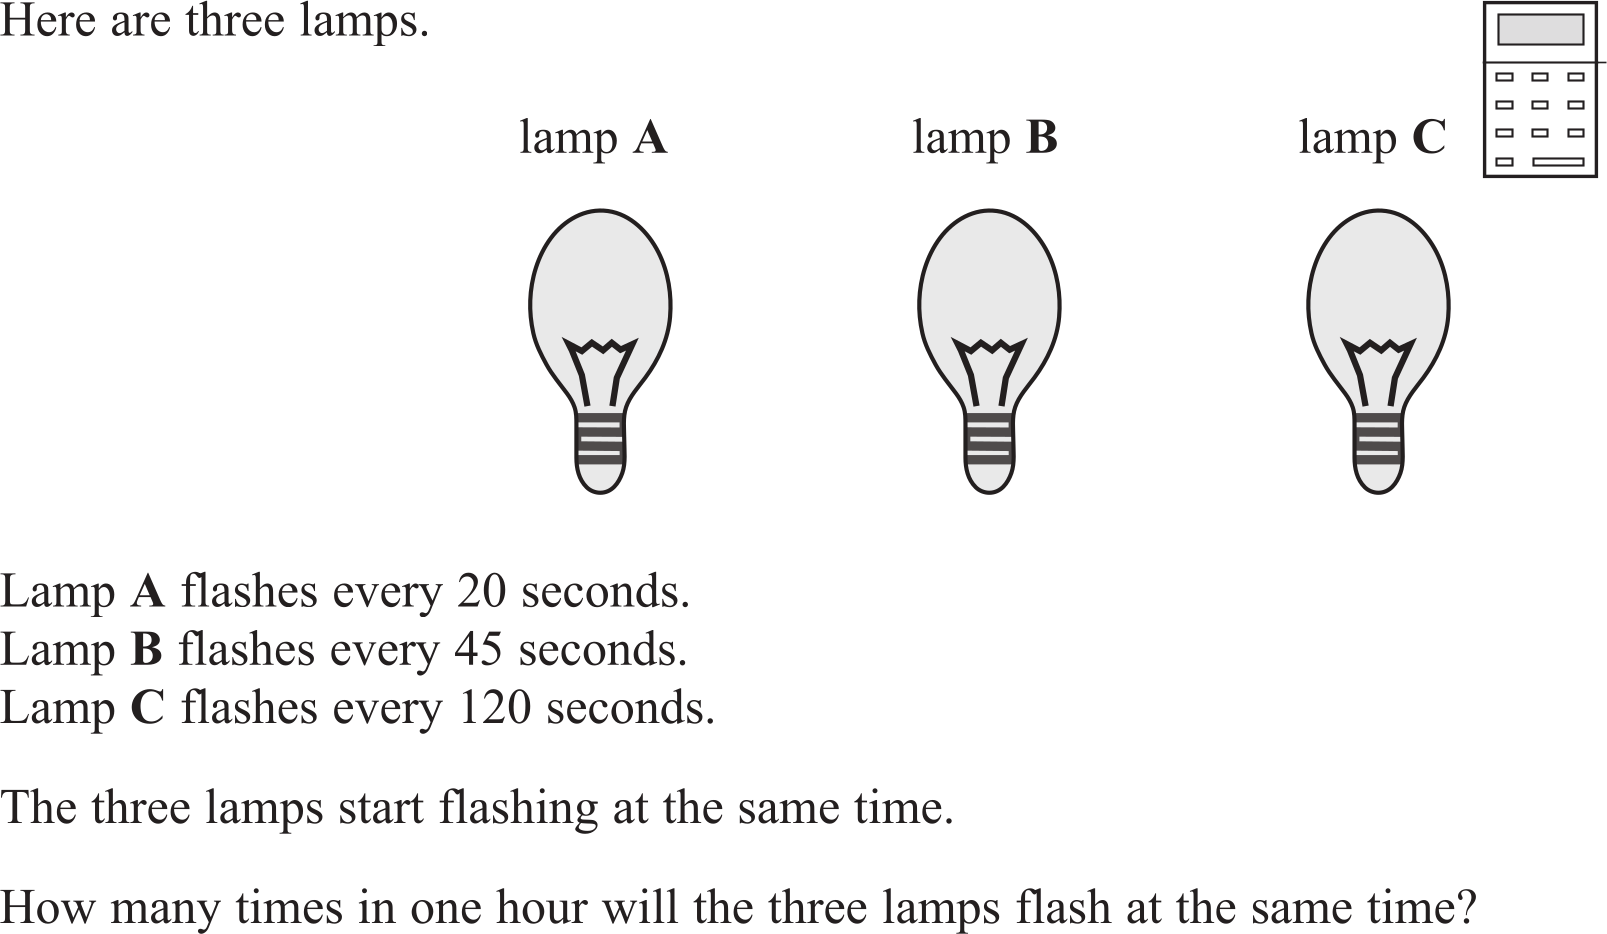 Here are three lamps.
lamp A
lamp B
lamp C
Lamp A flashes every 20 seconds.
Lamp B flashes every 45 seconds.
Lamp C flashes every 120 seconds.
The three lamps start flashing at the same time.
How many times in one hour will the three lamps flash at the same time?